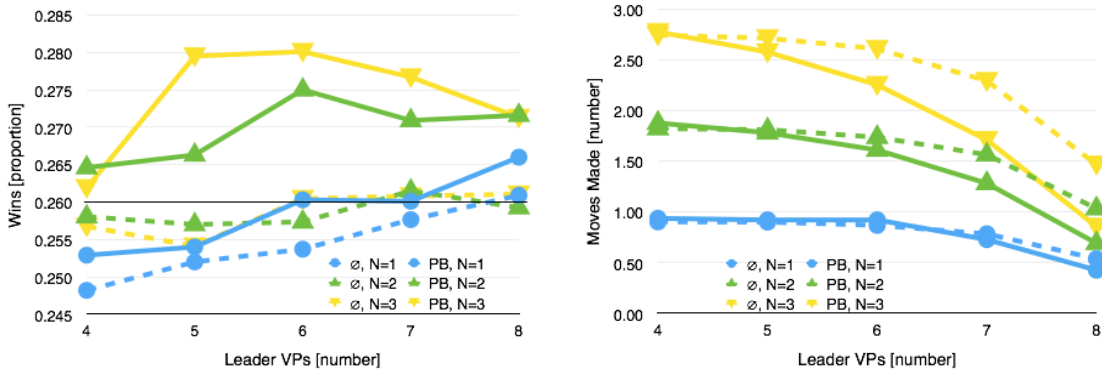 0.285
0.280
0.275
0.270
0.265
0.260
0.255
0.250
0.245
Wins [proportion]
4 5 6 7 8
Leader VPs [number]
ø, N=1 PB, N=1
ø, N=2 PB, N=2
ø, N=3 PB, N=3
3.00
2.50
2.00
1.50
1.00
0.50
0.00
Moves Made [number]
4 5 6 7 8
Leader VPs [number]
ø, N=1 PB, N=1
ø, N=2 PB, N=2
ø, N=3 PB, N=3